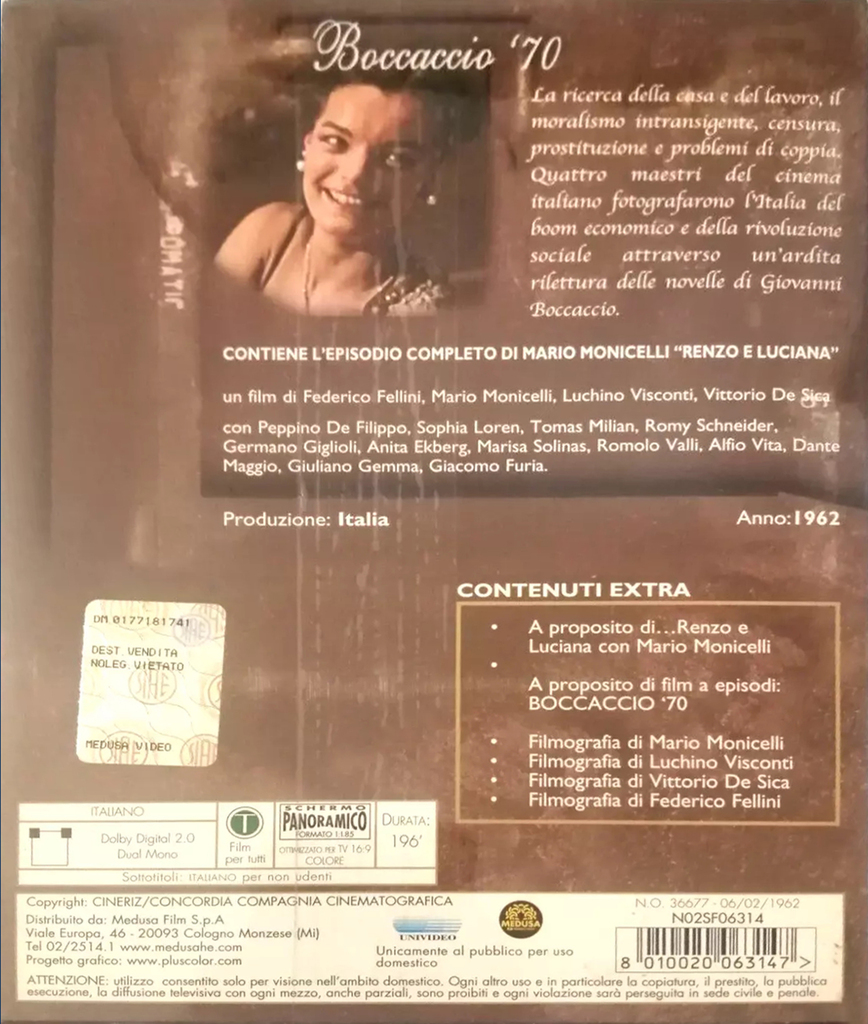 Boccaccio '70
La ricerca della casa e del lavoro, il
moralismo intransigente, censura,
prostituzione e problemi di coppia.
Quattro maestri del cinema
italiano fotografarono l'Italia del
boom economico e della rivoluzione
sociale attraverso un'ardita
rilettura delle novelle di Giovanni
Boccaccio.
CONTIENE L'EPISODIO COMPLETO DI MARIO MONICELLI "RENZO E LUCIANA"
un film di Federico Fellini, Mario Monicelli, Luchino Visconti, Vittorio De Sica
con Peppino De Filippo, Sophia Loren, Tomas Milian, Romy Schneider,
Germano Giglioli, Anita Ekberg, Marisa Solinas, Romolo Valli, Alfio Vita, Dante
Maggio, Giuliano Gemma, Giacomo Furia.
Produzione: Italia
Anno:1962
CONTENUTI EXTRA
• A proposito di...Renzo e
Luciana con Mario Monicelli
•
A proposito di film a episodi:
BOCCACCIO '70
• Filmografia di Mario Monicelli
• Filmografia di Luchino Visconti
• Filmografia di Vittorio De Sica
• Filmografia di Federico Fellini
DM 0177181741
DEST. VENDITA
NOLEG. VIETATO
SIAE
MEDUSA VIDEO
ITALIANO
Dolby Digital 2.0
Dual Mono
T
Film
per tutti
SCHERMO
PANORAMICO
FORMATO 1.1.85
OTTIMIZZATO PER TV 16:9
COLORE
DURATA:
196'
Sottotitoli: ITALIANO per non udenti
Copyright: CINERIZ/CONCORDIA COMPAGNIA CINEMATOGRAFICA
Distribuito da: Medusa Film S.p.A
Viale Europa, 46 - 20093 Cologno Monzese (Mi)
Tel 02/2514.1 www.medusahe.com
Progetto grafico: www.pluscolor.com
UNIVIDEO
MEDUSA
Unicamente al pubblico per uso
domestico
N.O. 36677 - 06/02/1962
N02SF06314
8 010020 063147 >
ATTENZIONE: utilizzo consentito solo per visione nell'ambito domestico. Ogni altro uso e in particolare la copiatura, il prestito, la pubblica
esecuzione, la diffusione televisiva con ogni mezzo, anche parziali, sono proibiti e ogni violazione sarà perseguita in sede civile e penale.